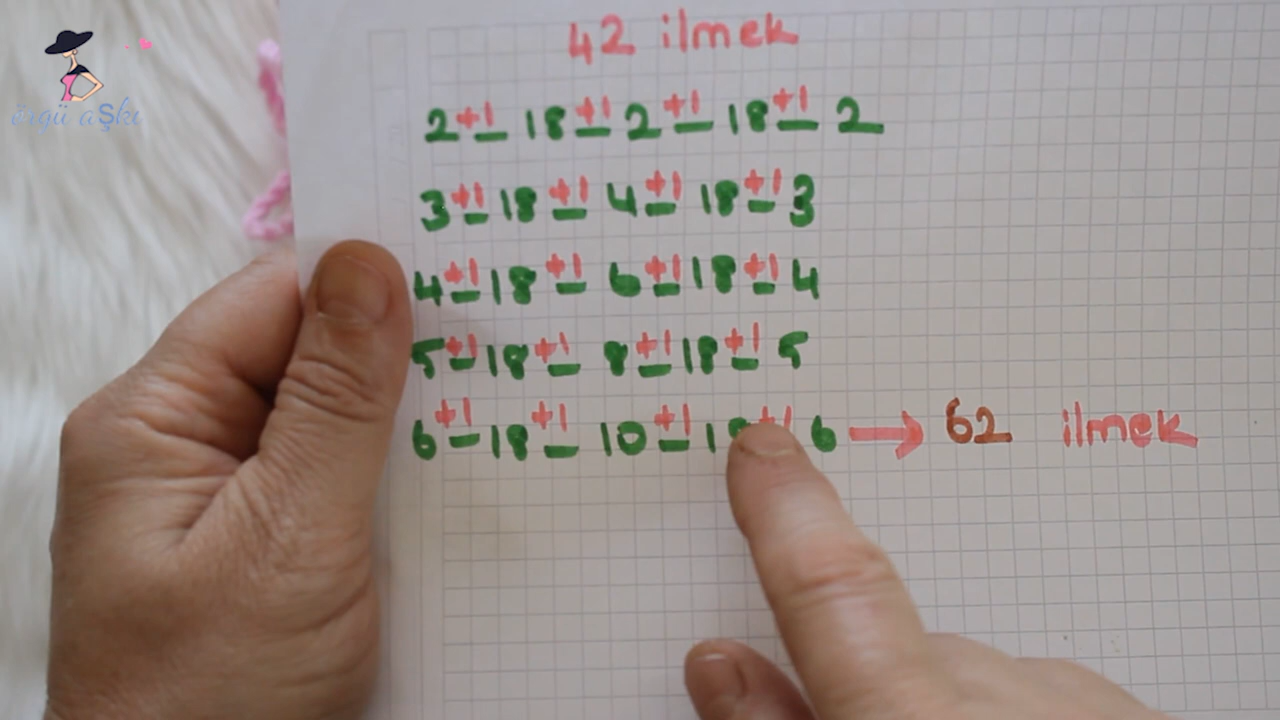 örgü aŞkı
42 ilmek
2 +1 - 18 +1 - 2 +1 - 18 +1 - 2
3 +1 - 18 +1 - 4 +1 - 18 +1 - 3
4 +1 - 18 +1 - 6 +1 - 18 +1 - 4
5 +1 - 18 +1 - 8 +1 - 18 +1 - 5
6 +1 - 18 +1 - 10 +1 - 18 +1 6 → 62 ilmek